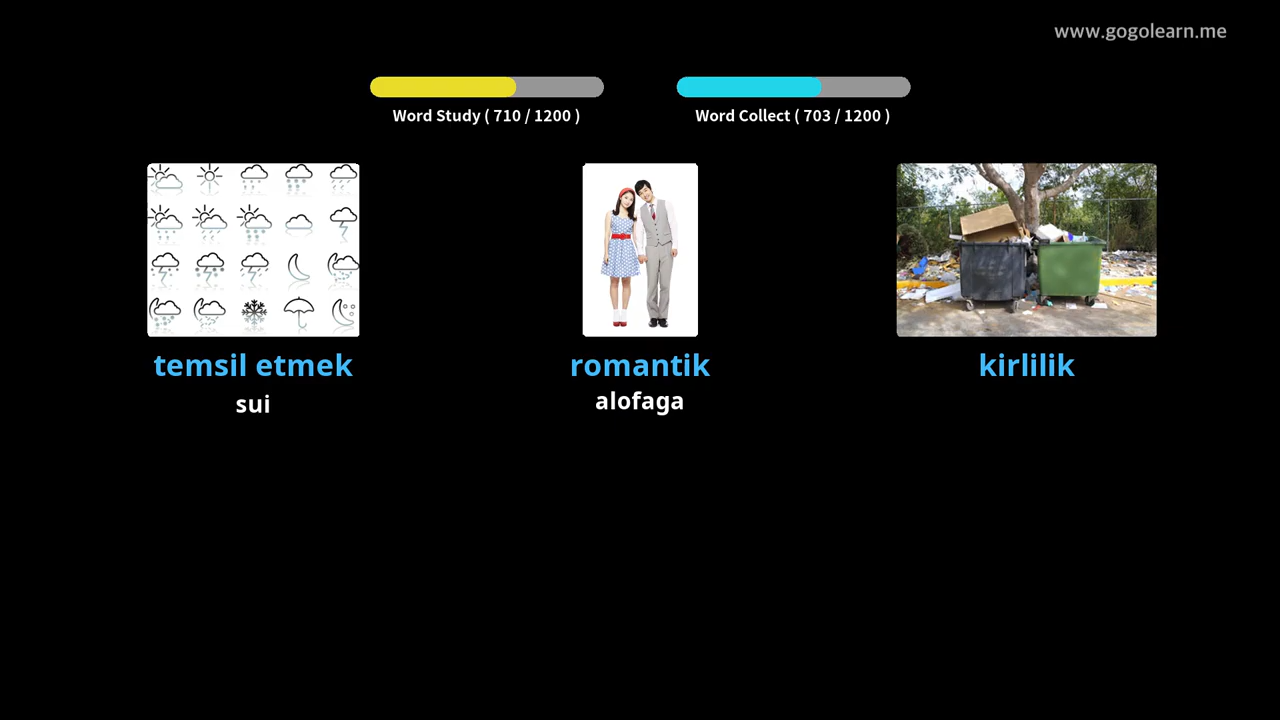 www.gogolearn.me
Word Study ( 710 / 1200 )
Word Collect ( 703 / 1200 )
temsil etmek
sui
romantik
alofaga
kirlilik